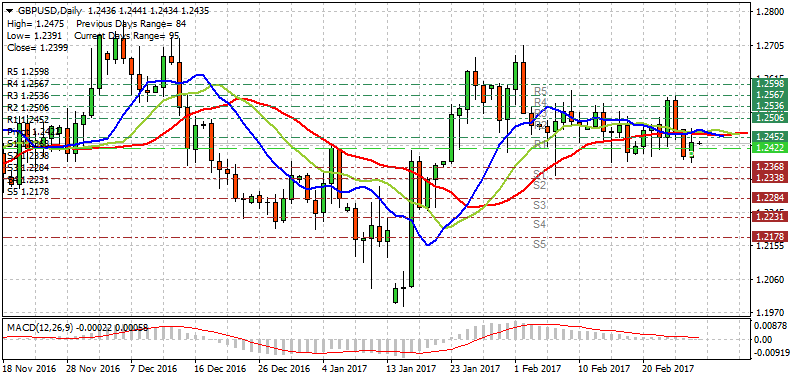 GBPUSD,Daily 1.2436 1.2441 1.2434 1.2435
High= 1.2475 Previous Days Range= 84
Low= 1.2391 Current Days Range= 95
Close= 1.2399
R5 1.2598
R4 1.2567
R3 1.2536
R2 1.2506
R1 1.2452
S4 1.2231
S5 1.2178
R5
R4
R1
S2
S3
S4
S5
1.2800
1.2705
1.2598
1.2567
1.2506
1.2452
1.2422
1.2368
1.2338
1.2284
1.2231
1.2178
1.2155
1.2060
1.1970
MACD(12,26,9) -0.00022 0.00058
0.00878
0.00
-0.00919
18 Nov 2016 28 Nov 2016 7 Dec 2016 16 Dec 2016 26 Dec 2016 4 Jan 2017 13 Jan 2017 23 Jan 2017 1 Feb 2017 10 Feb 2017 20 Feb 2017